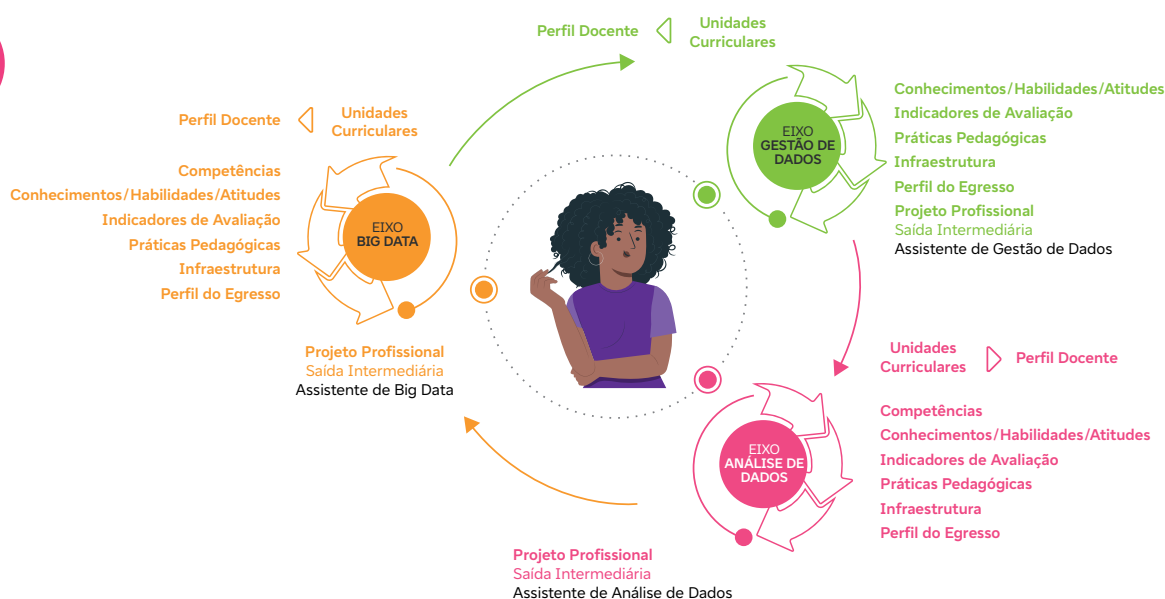 Perfil Docente
Unidades
Curriculares
Competências
Conhecimentos/Habilidades/Atitudes
Indicadores de Avaliação
Práticas Pedagógicas
Infraestrutura
Perfil do Egresso
EIXO
BIG DATA
Projeto Profissional
Saída Intermediária
Assistente de Big Data
Perfil Docente
Unidades
Curriculares
EIXO
GESTÃO DE
DADOS
Conhecimentos/Habilidades/Atitudes
Indicadores de Avaliação
Práticas Pedagógicas
Infraestrutura
Perfil do Egresso
Projeto Profissional
Saída Intermediária
Assistente de Gestão de Dados
Unidades
Curriculares
Perfil Docente
EIXO
ANÁLISE DE
DADOS
Competências
Conhecimentos/Habilidades/Atitudes
Indicadores de Avaliação
Práticas Pedagógicas
Infraestrutura
Perfil do Egresso
Projeto Profissional
Saída Intermediária
Assistente de Análise de Dados